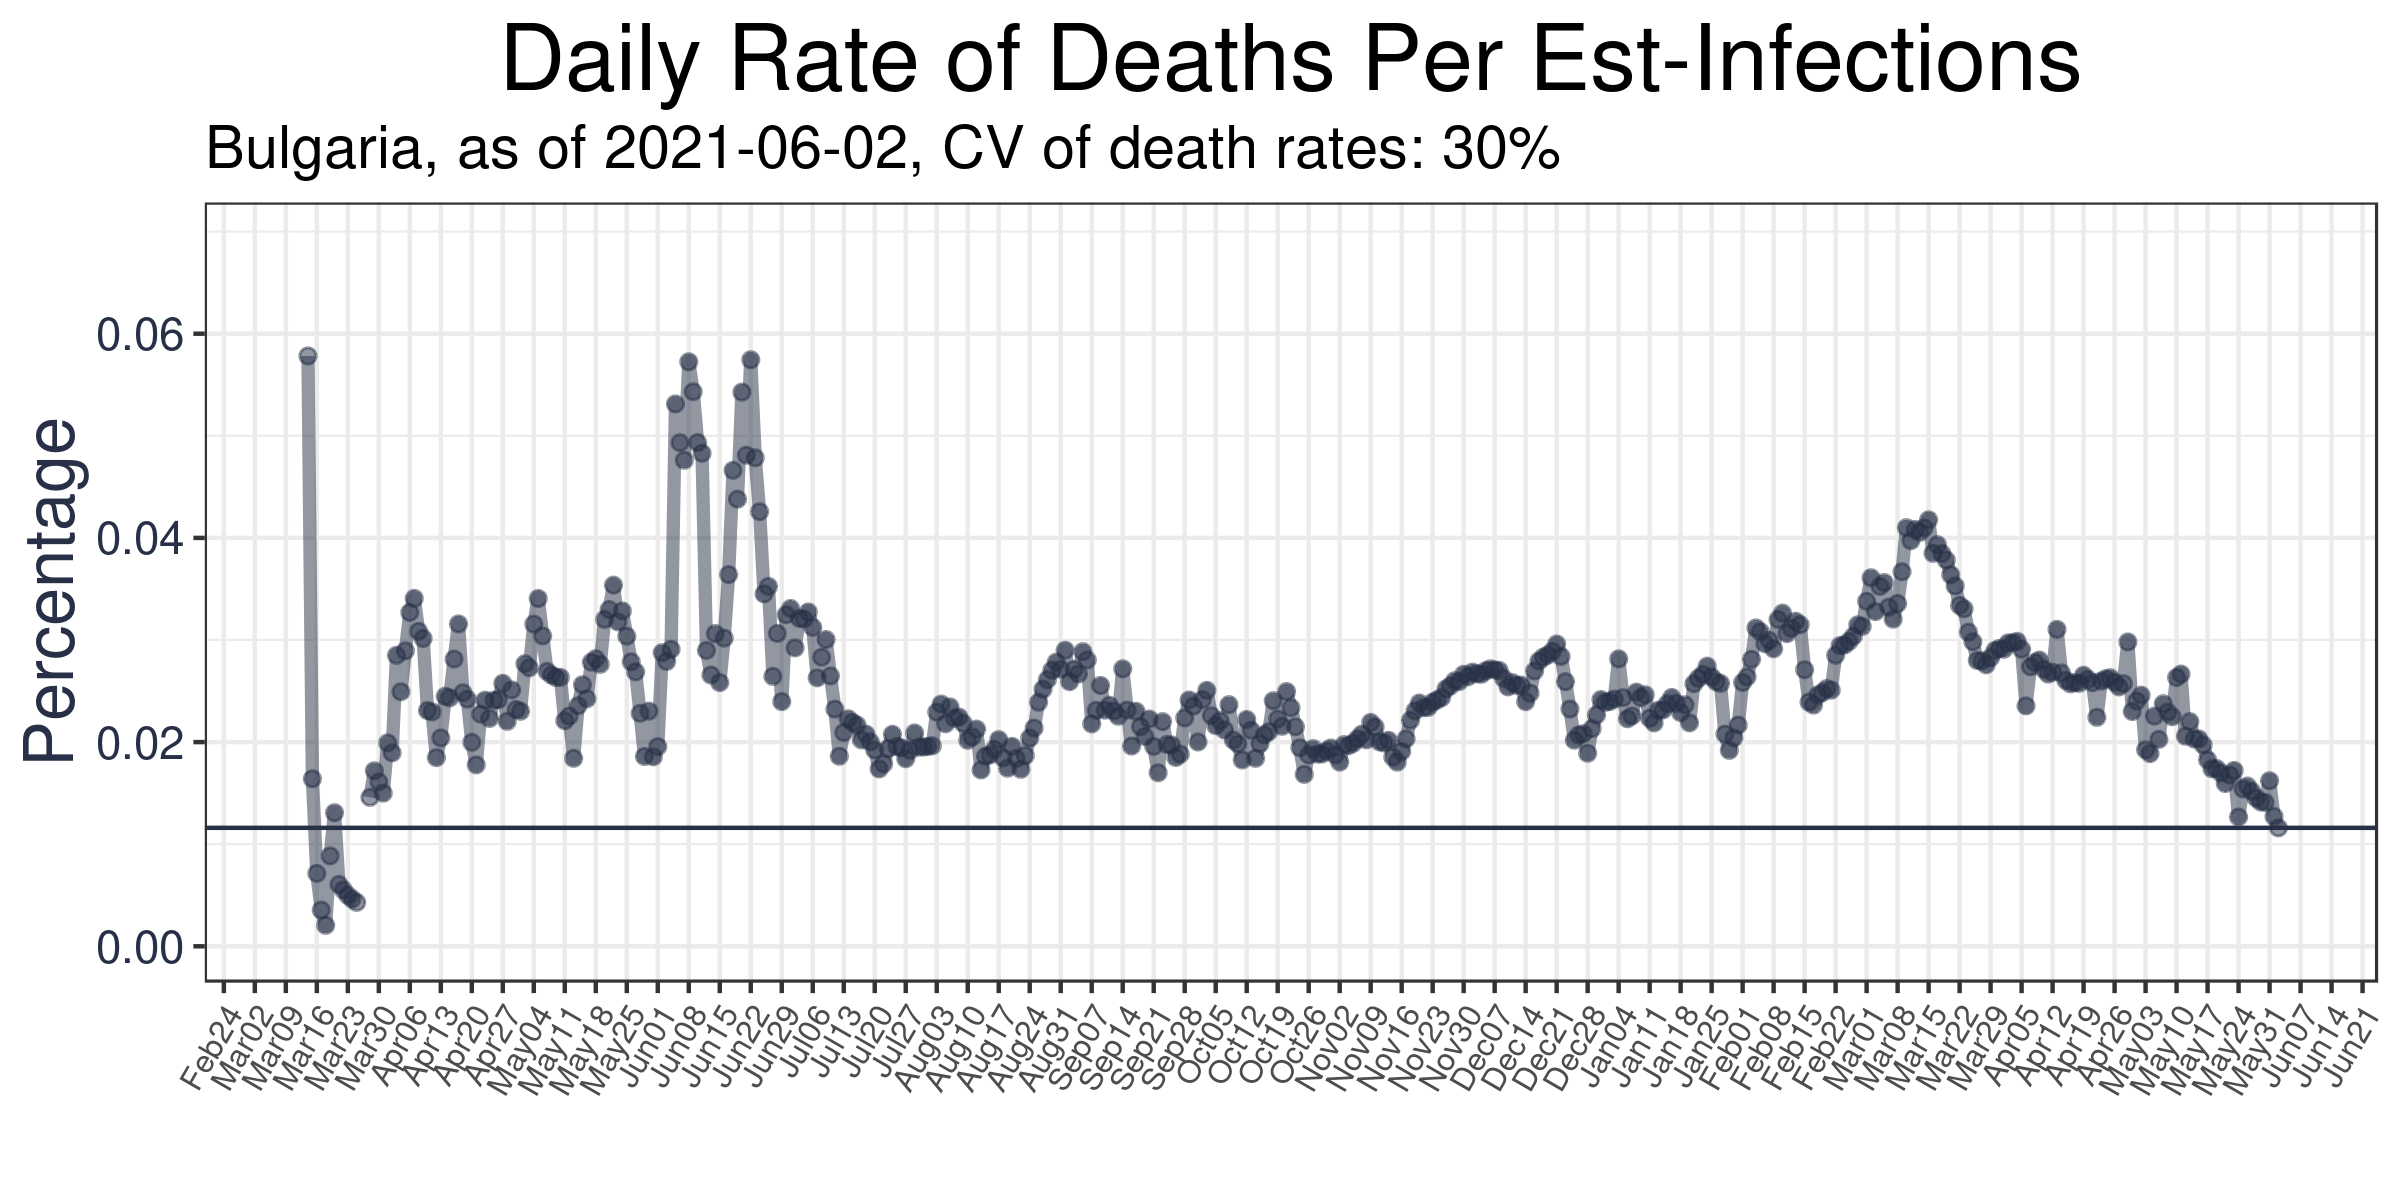 Daily Rate of Deaths Per Est-Infections
Bulgaria, as of 2021-06-02, CV of death rates: 30%
Percentage
0.06
0.04
0.02
0.00
Feb24
Mar02
Mar09
Mar16
Mar23
Mar30
Apr06
Apr13
Apr20
Apr27
May04
May11
May18
May25
Jun01
Jun08
Jun15
Jun22
Jun29
Jul06
Jul13
Jul20
Jul27
Aug03
Aug10
Aug17
Aug24
Aug31
Sep07
Sep14
Sep21
Sep28
Oct05
Oct12
Oct19
Oct26
Nov02
Nov09
Nov16
Nov23
Nov30
Dec07
Dec14
Dec21
Dec28
Jan04
Jan11
Jan18
Jan25
Feb01
Feb08
Feb15
Feb22
Mar01
Mar08
Mar15
Mar22
Mar29
Apr05
Apr12
Apr19
Apr26
May03
May10
May17
May24
May31
Jun07
Jun14
Jun21